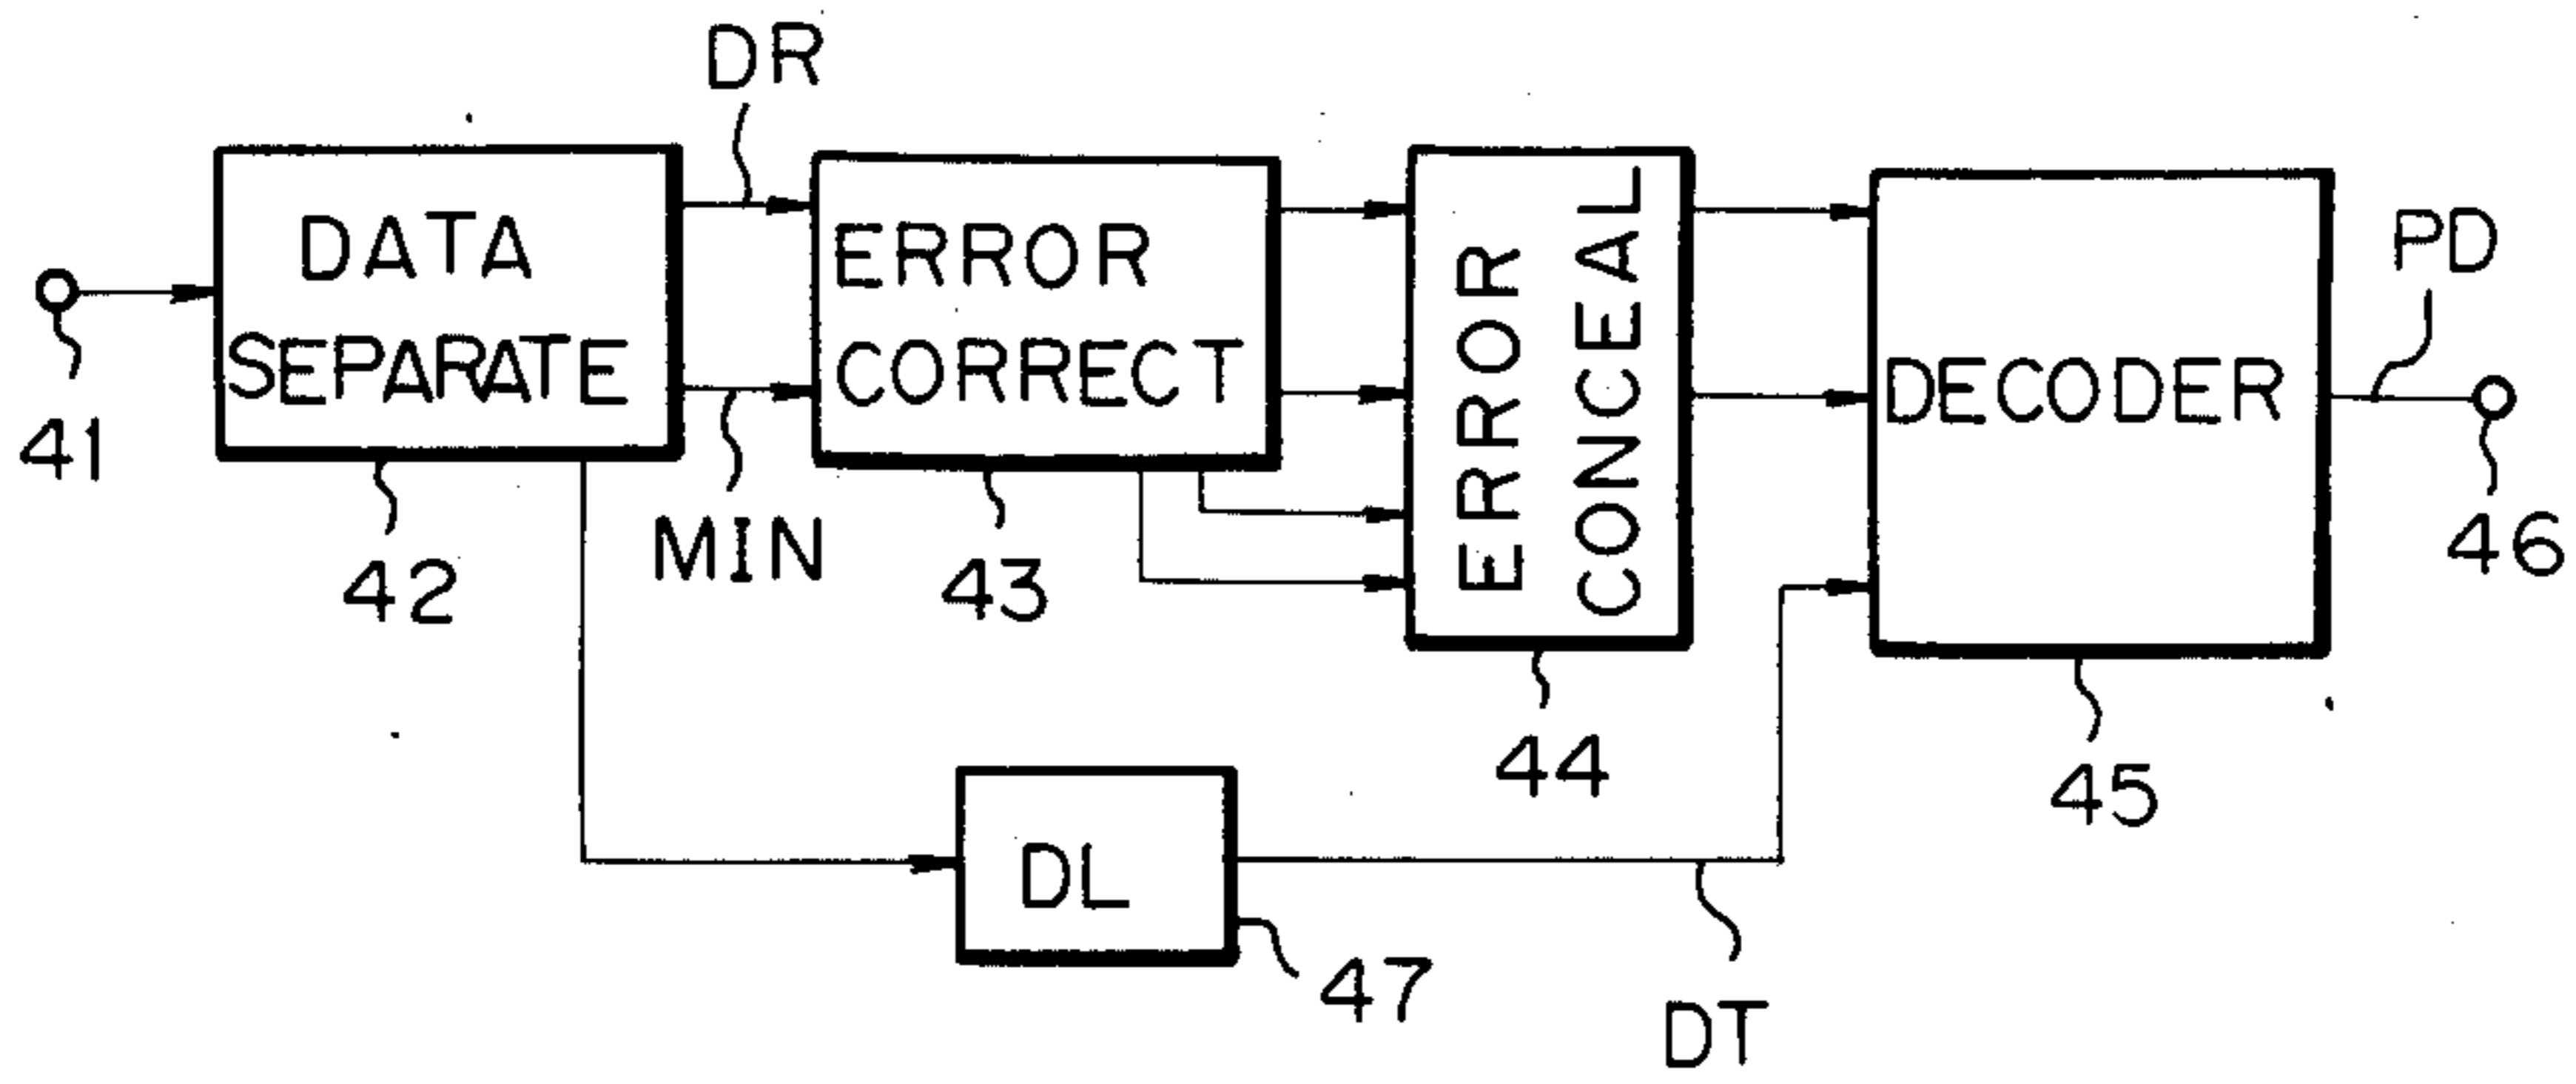 DR
DATA
SEPARATE
ERROR
CORRECT
ERROR
CONCEAL
DECODER
PD
41
42
MIN
43
44
45
46
DL
47
DT